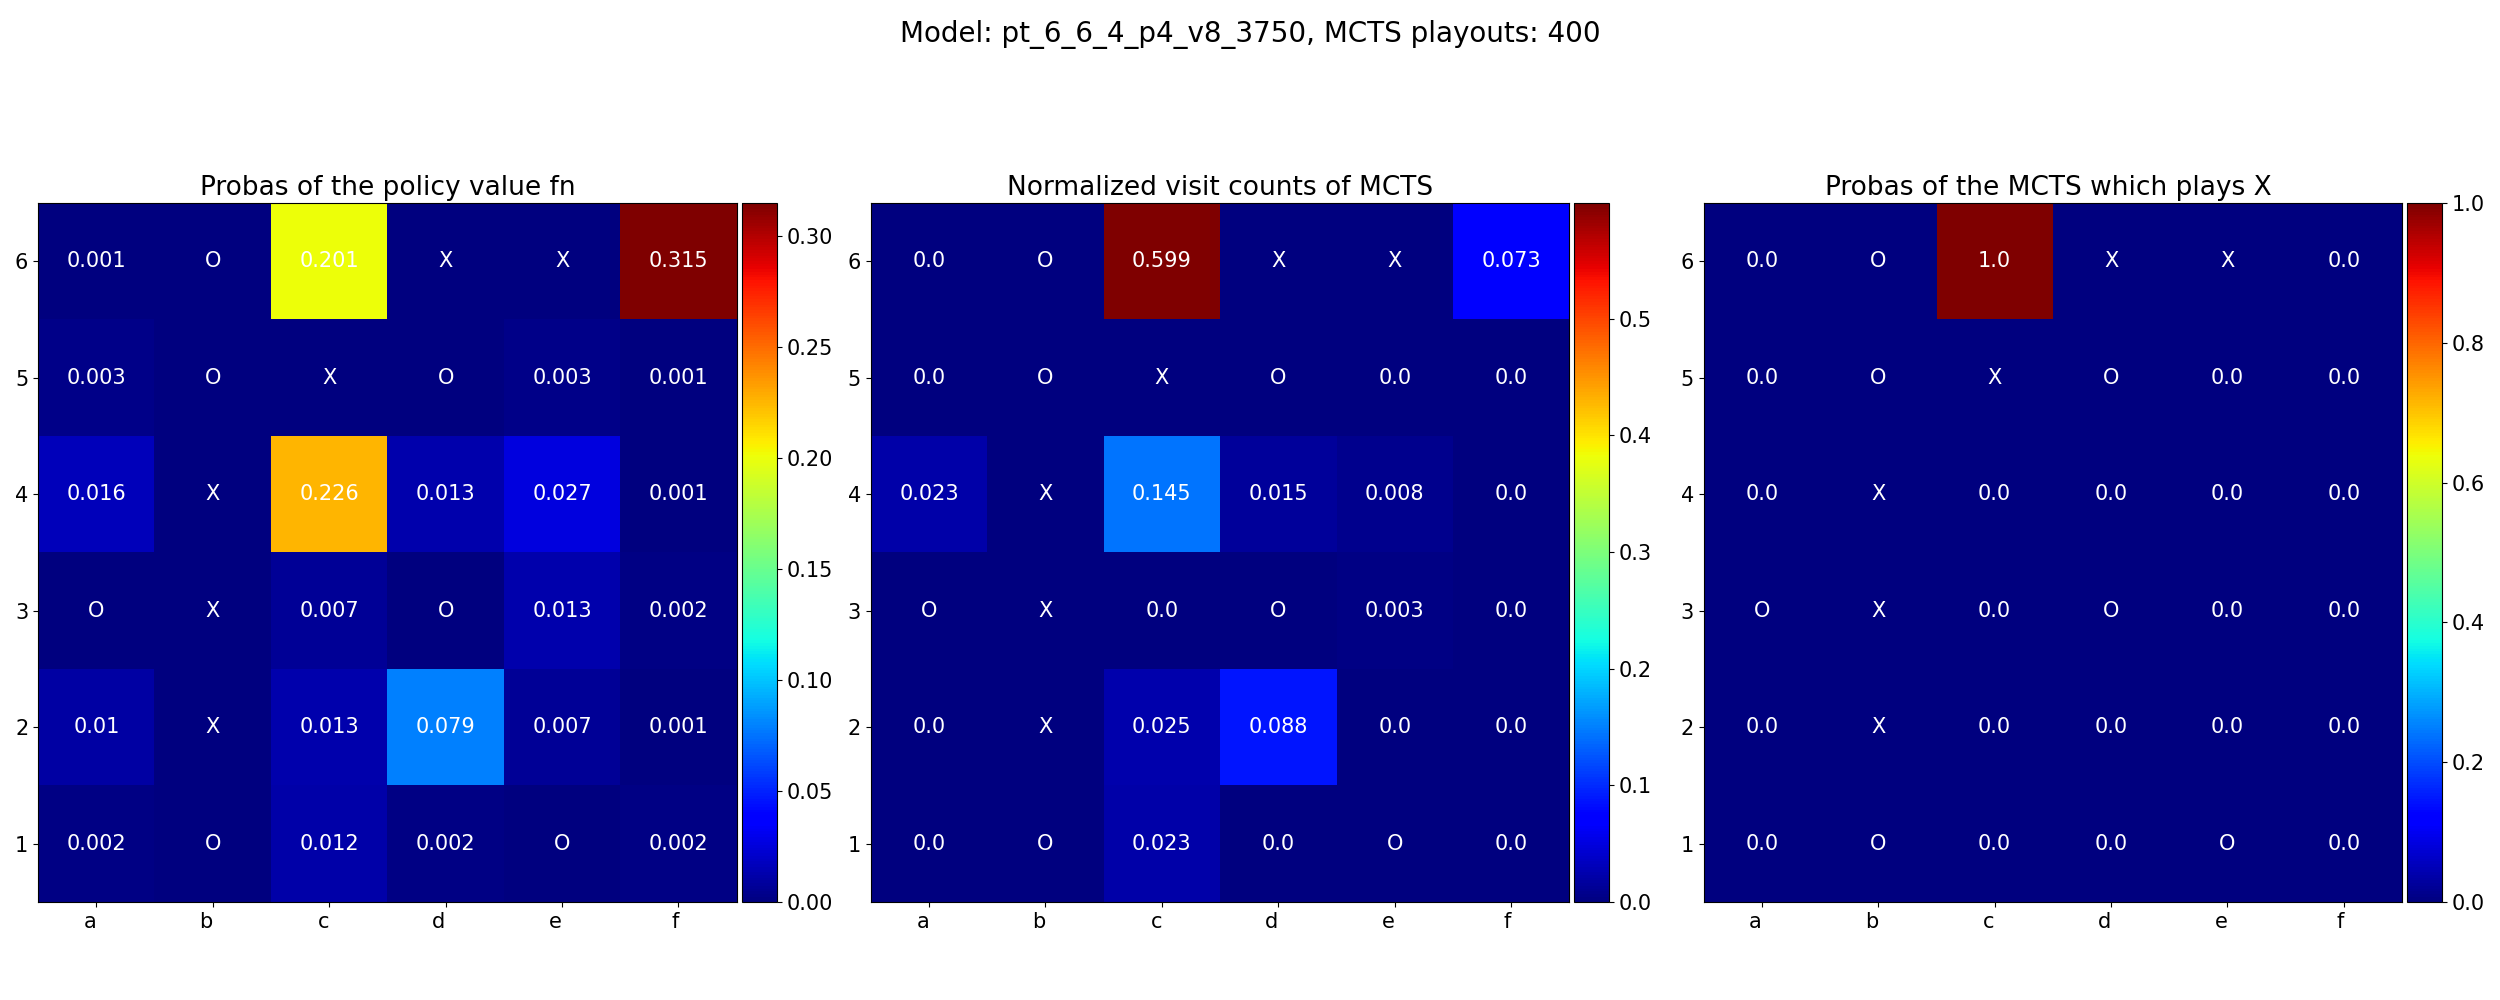 Model: pt_6_6_4_p4_v8_3750, MCTS playouts: 400
Probas of the policy value fn
6 0.001 O 0.201 X X 0.315
5 0.003 O X O 0.003 0.001
4 0.016 X 0.226 0.013 0.027 0.001
3 O X 0.007 O 0.013 0.002
2 0.01 X 0.013 0.079 0.007 0.001
1 0.002 O 0.012 0.002 O 0.002
a b c d e f
0.30
0.25
0.20
0.15
0.10
0.05
0.00
Normalized visit counts of MCTS
6 0.0 O 0.599 X X 0.073
5 0.0 O X O 0.0 0.0
4 0.023 X 0.145 0.015 0.008 0.0
3 O X 0.0 O 0.003 0.0
2 0.0 X 0.025 0.088 0.0 0.0
1 0.0 O 0.023 0.0 O 0.0
a b c d e f
0.5
0.4
0.3
0.2
0.1
0.0
Probas of the MCTS which plays X
6 0.0 O 1.0 X X 0.0
5 0.0 O X O 0.0 0.0
4 0.0 X 0.0 0.0 0.0 0.0
3 O X 0.0 O 0.0 0.0
2 0.0 X 0.0 0.0 0.0 0.0
1 0.0 O 0.0 0.0 O 0.0
a b c d e f
1.0
0.8
0.6
0.4
0.2
0.0